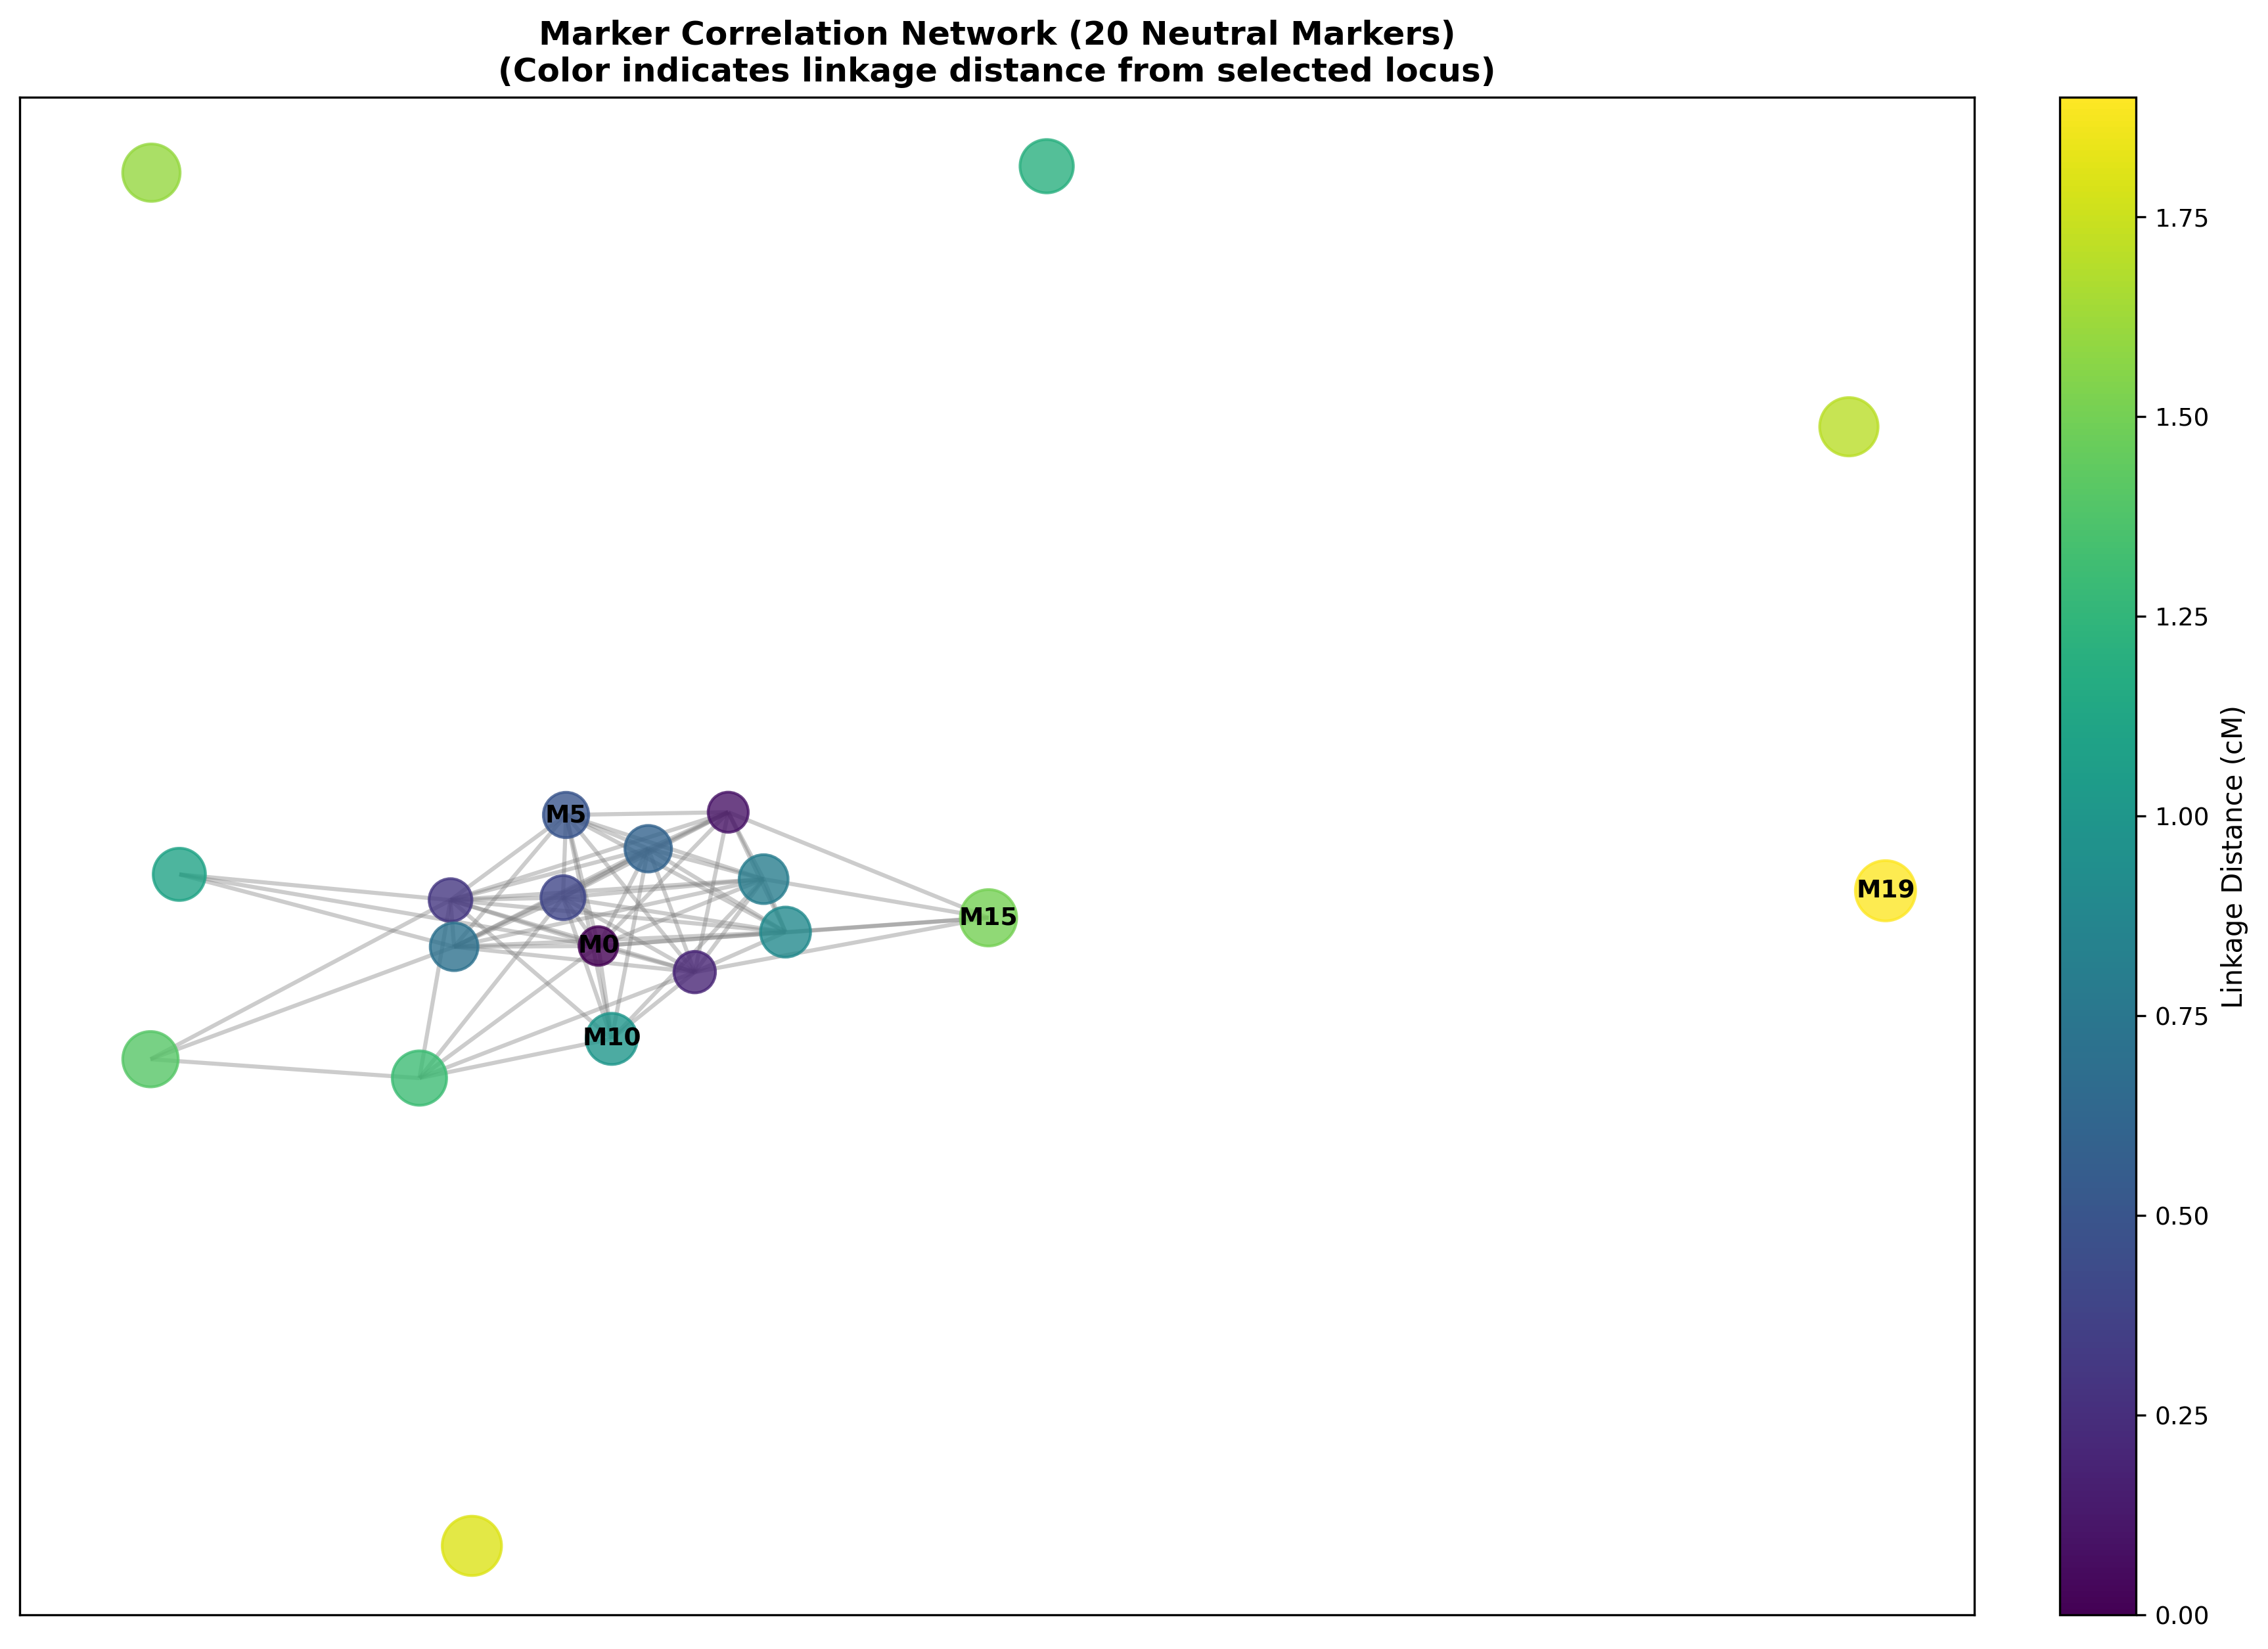 Marker Correlation Network (20 Neutral Markers)
(Color indicates linkage distance from selected locus)
M5
M0
M15
M19
M10
1.75
1.50
1.25
1.00
0.75
0.50
0.25
0.00
Linkage Distance (cM)